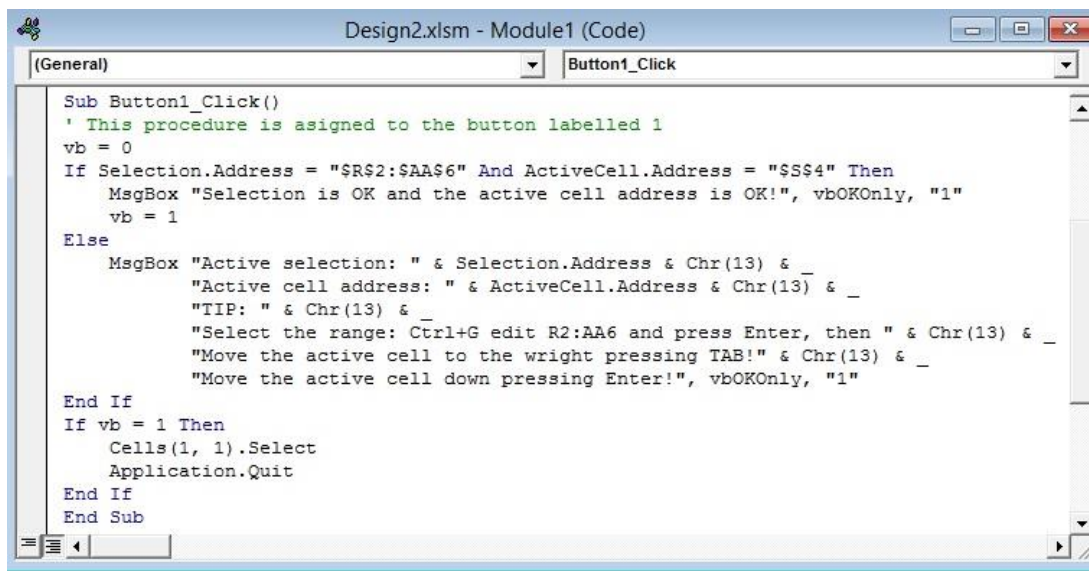 Design2.xlsm - Module1 (Code)
(General) Button1_Click
Sub Button1_Click()
' This procedure is asigned to the button labelled 1
vb = 0
If Selection.Address = "$R$2:$AA$6" And ActiveCell.Address = "$S$4" Then
    MsgBox "Selection is OK and the active cell address is OK!", vbOKOnly, "1"
    vb = 1
Else
    MsgBox "Active selection: " & Selection.Address & Chr(13) & _
           "Active cell address: " & ActiveCell.Address & Chr(13) & _
           "TIP: " & Chr(13) & _
           "Select the range: Ctrl+G edit R2:AA6 and press Enter, then " & Chr(13) & _
           "Move the active cell to the wright pressing TAB!" & Chr(13) & _
           "Move the active cell down pressing Enter!", vbOKOnly, "1"
End If
If vb = 1 Then
    Cells(1, 1).Select
    Application.Quit
End If
End Sub